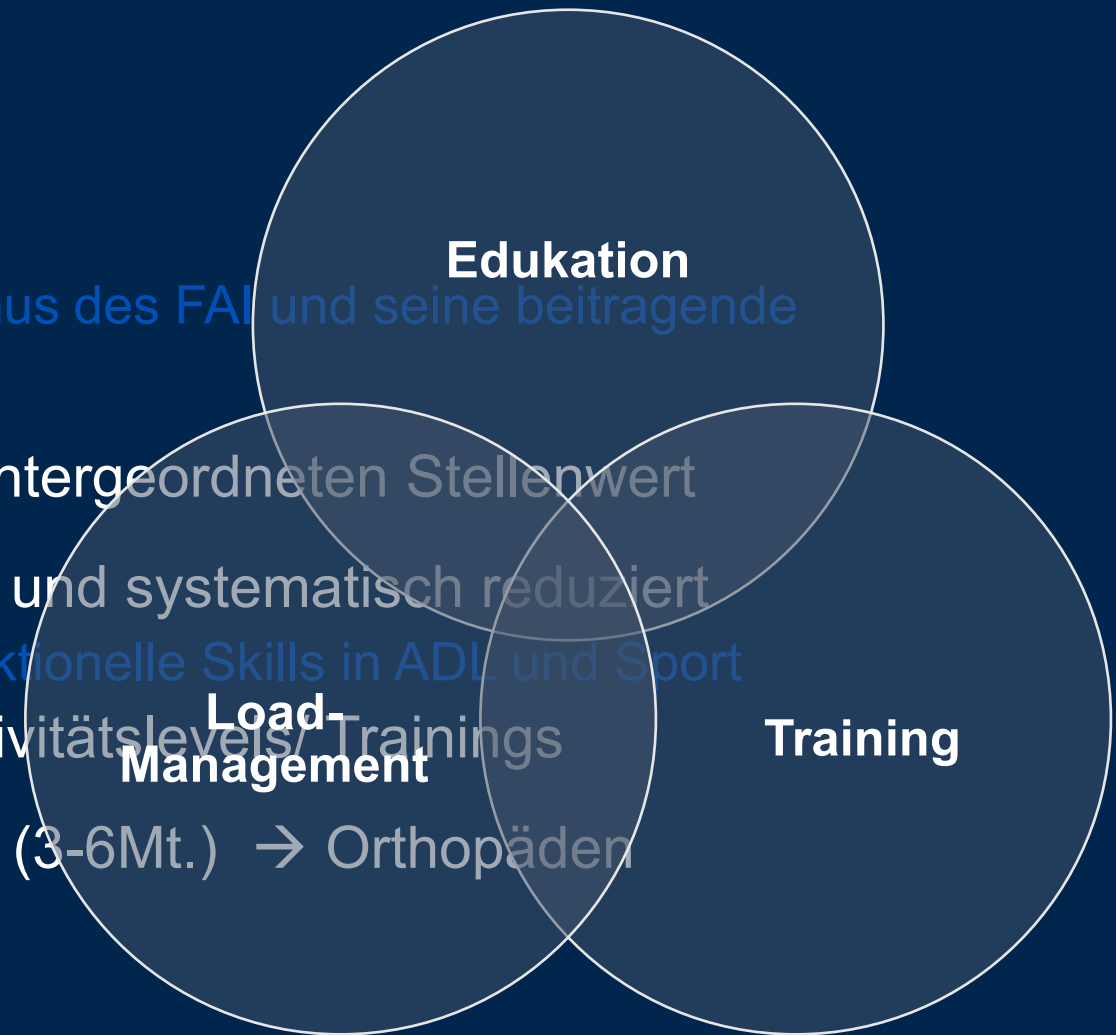 Edukation
us des FAI und seine beitragende
ntergeordneten Stellenwert
und systematisch reduziert
ktionelle Skills in ADL und Sport
Load-
ivitätslevels/ Trainings
Management
Training
(3-6Mt.) → Orthopäden